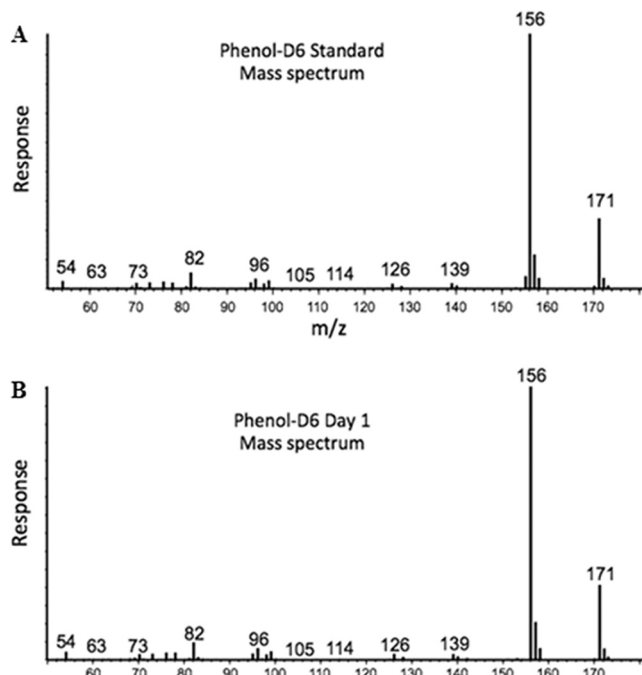 A
Phenol-D6 Standard
Mass spectrum
Response
156
171
54 63 73 82 96 105 114 126 139
60 70 80 90 100 110 120 130 140 150 160 170
m/z
B
Phenol-D6 Day 1
Mass spectrum
Response
156
171
54 63 73 82 96 105 114 126 139
60 70 80 90 100 110 120 130 140 150 160 170